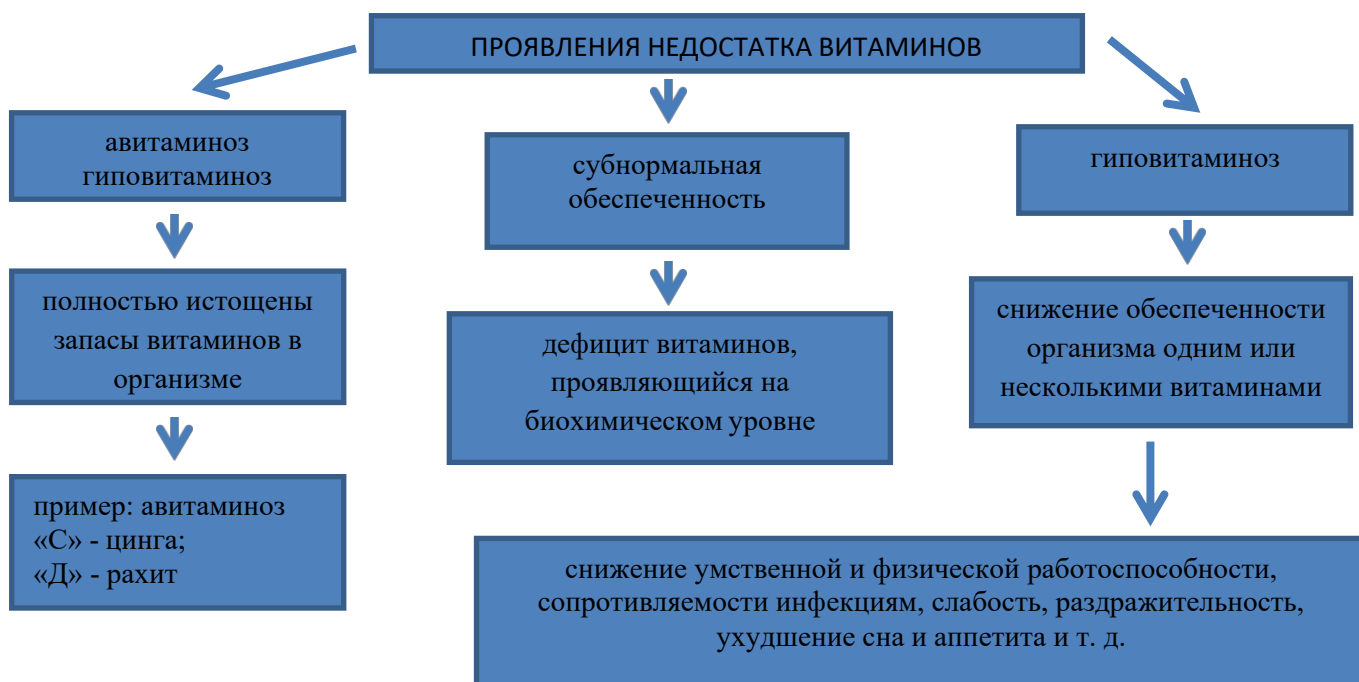 ПРОЯВЛЕНИЯ НЕДОСТАТКА ВИТАМИНОВ
авитаминоз
гиповитаминоз
субнормальная
обеспеченность
гиповитаминоз
полностью истощены
запасы витаминов в
организме
дефицит витаминов,
проявляющийся на
биохимическом уровне
снижение обеспеченности
организма одним или
несколькими витаминами
пример: авитаминоз
«С» - цинга;
«Д» - рахит
снижение умственной и физической работоспособности,
сопротивляемости инфекциям, слабость, раздражительность,
ухудшение сна и аппетита и т. д.